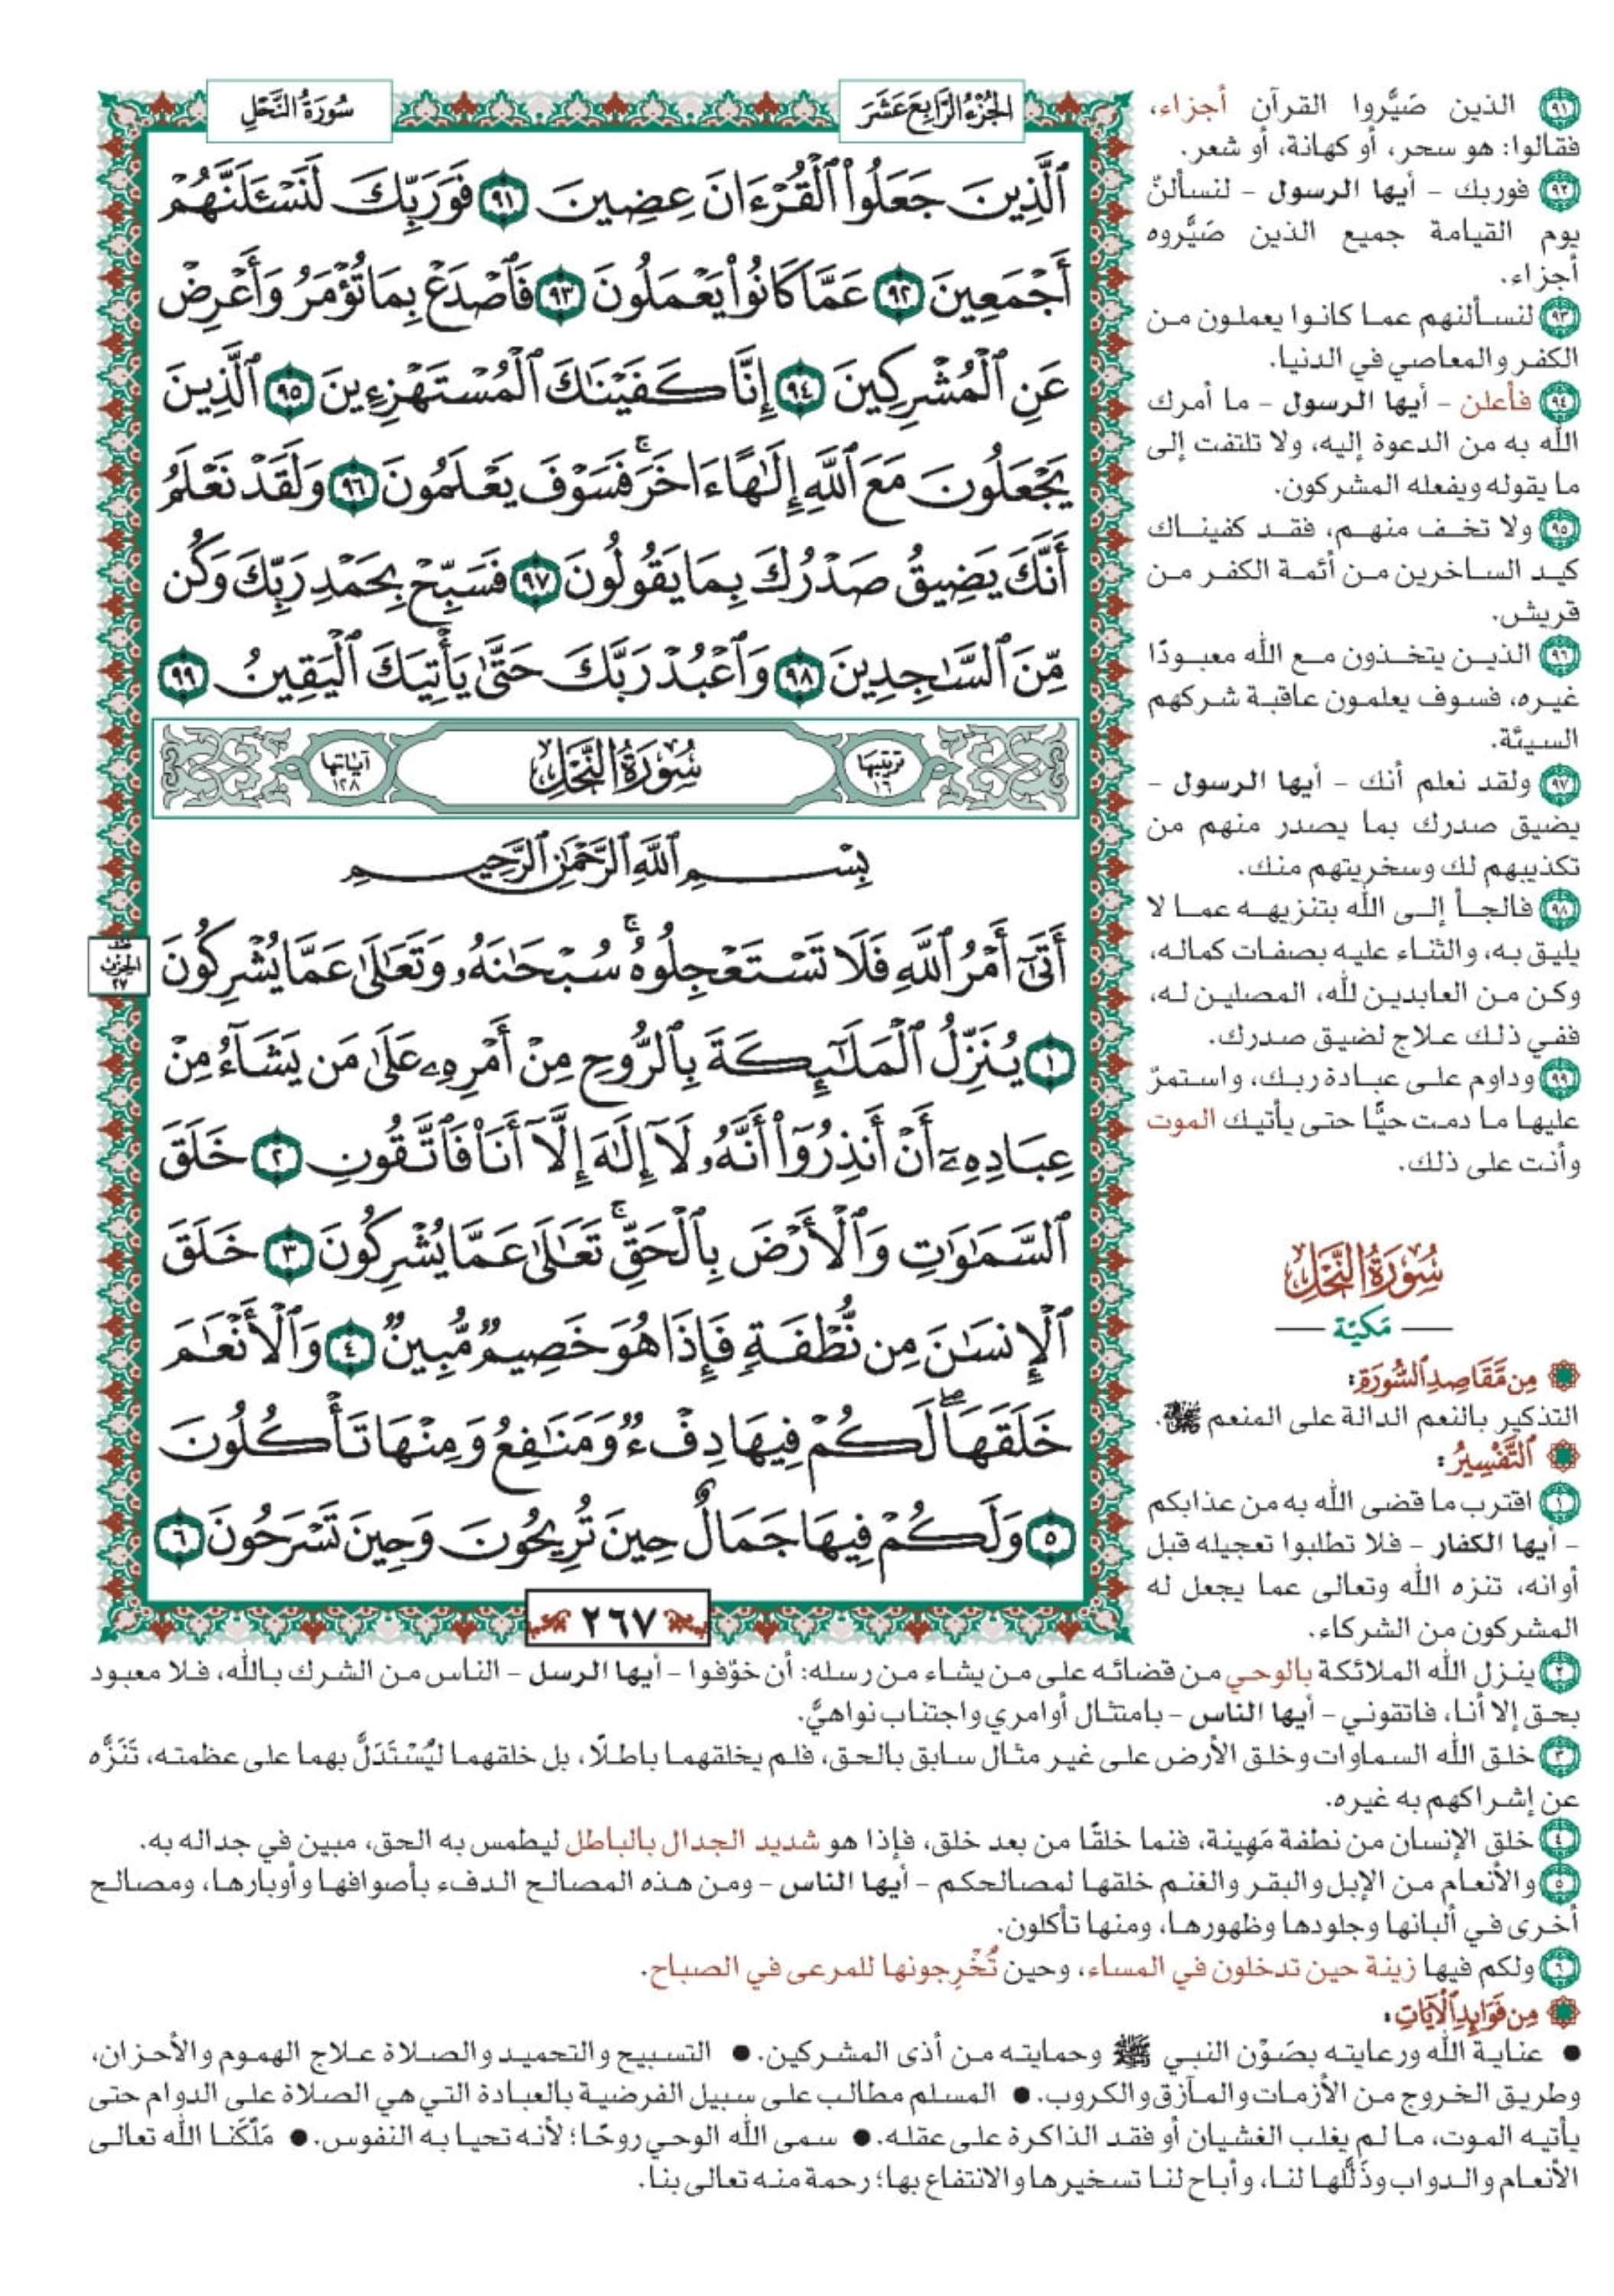 الجُزْءُ الرَّابِعَ عَشَرَ
سُورَةُ النَّحْلِ
ٱلَّذِينَ جَعَلُوا۟ ٱلْقُرْءَانَ عِضِينَ ٩١ فَوَرَبِّكَ لَنَسْـَٔلَنَّهُمْ
أَجْمَعِينَ ٩٢ عَمَّا كَانُوا۟ يَعْمَلُونَ ٩٣ فَٱصْدَعْ بِمَا تُؤْمَرُ وَأَعْرِضْ
عَنِ ٱلْمُشْرِكِينَ ٩٤ إِنَّا كَفَيْنَـٰكَ ٱلْمُسْتَهْزِءِينَ ٩٥ ٱلَّذِينَ
يَجْعَلُونَ مَعَ ٱللَّهِ إِلَـٰهًا ءَاخَرَ ۚ فَسَوْفَ يَعْلَمُونَ ٩٦ وَلَقَدْ نَعْلَمُ
أَنَّكَ يَضِيقُ صَدْرُكَ بِمَا يَقُولُونَ ٩٧ فَسَبِّحْ بِحَمْدِ رَبِّكَ وَكُن
مِّنَ ٱلسَّـٰجِدِينَ ٩٨ وَٱعْبُدْ رَبَّكَ حَتَّىٰ يَأْتِيَكَ ٱلْيَقِينُ ٩٩
ترتيبها ١٦
سُورَةُ النَّحْلِ
آياتها ١٢٨
بِسْمِ ٱللَّهِ ٱلرَّحْمَـٰنِ ٱلرَّحِيمِ
أَتَىٰٓ أَمْرُ ٱللَّهِ فَلَا تَسْتَعْجِلُوهُ ۚ سُبْحَـٰنَهُۥ وَتَعَـٰلَىٰ عَمَّا يُشْرِكُونَ
١ يُنَزِّلُ ٱلْمَلَـٰٓئِكَةَ بِٱلرُّوحِ مِنْ أَمْرِهِۦ عَلَىٰ مَن يَشَآءُ مِنْ
عِبَادِهِۦٓ أَنْ أَنذِرُوٓا۟ أَنَّهُۥ لَآ إِلَـٰهَ إِلَّآ أَنَا۠ فَٱتَّقُونِ ٢ خَلَقَ
ٱلسَّمَـٰوَٰتِ وَٱلْأَرْضَ بِٱلْحَقِّ ۚ تَعَـٰلَىٰ عَمَّا يُشْرِكُونَ ٣ خَلَقَ
ٱلْإِنسَـٰنَ مِن نُّطْفَةٍ فَإِذَا هُوَ خَصِيمٌ مُّبِينٌ ٤ وَٱلْأَنْعَـٰمَ
خَلَقَهَا ۗ لَكُمْ فِيهَا دِفْءٌ وَمَنَـٰفِعُ وَمِنْهَا تَأْكُلُونَ
٥ وَلَكُمْ فِيهَا جَمَالٌ حِينَ تُرِيحُونَ وَحِينَ تَسْرَحُونَ ٦
٢٦٧
٩١ الذين صَيَّروا القرآن أجزاء،
فقالوا: هو سحر، أو كهانة، أو شعر.
٩٢ فوربك - أيها الرسول - لنسألنّ
يوم القيامة جميع الذين صَيَّروه
أجزاء.
٩٣ لنسألنهم عما كانوا يعملون من
الكفر والمعاصي في الدنيا.
٩٤ فأعلن - أيها الرسول - ما أمرك
الله به من الدعوة إليه، ولا تلتفت إلى
ما يقوله ويفعله المشركون.
٩٥ ولا تخف منهم، فقد كفيناك
كيد الساخرين من أئمة الكفر من
قريش.
٩٦ الذين يتخذون مع الله معبودًا
غيره، فسوف يعلمون عاقبة شركهم
السيئة.
٩٧ ولقد نعلم أنك - أيها الرسول -
يضيق صدرك بما يصدر منهم من
تكذيبهم لك وسخريتهم منك.
٩٨ فالجأ إلى الله بتنزيهه عما لا
يليق به، والثناء عليه بصفات كماله،
وكن من العابدين لله، المصلين له،
ففي ذلك علاج لضيق صدرك.
٩٩ وداوم على عبادة ربك، واستمرّ
عليها ما دمت حيًّا حتى يأتيك الموت
وأنت على ذلك.
سُورَةُ النَّحْلِ
مَكيّة
مِن مَّقَاصِدِ السُّورَةِ:
التذكير بالنعم الدالة على المنعم ﷻ.
التَّفْسِيرُ:
١ اقترب ما قضى الله به من عذابكم
- أيها الكفار - فلا تطلبوا تعجيله قبل
أوانه، تنزه الله وتعالى عما يجعل له
المشركون من الشركاء.
٢ ينزل الله الملائكة بالوحي من قضائه على من يشاء من رسله: أن خوّفوا - أيها الرسل - الناس من الشرك بالله، فلا معبود
بحق إلا أنا، فاتقوني - أيها الناس - بامتثال أوامري واجتناب نواهيَّ.
٣ خلق الله السماوات وخلق الأرض على غير مثال سابق بالحق، فلم يخلقهما باطلًا، بل خلقهما ليُسْتَدَلَّ بهما على عظمته، تَنَزَّه
عن إشراكهم به غيره.
٤ خلق الإنسان من نطفة مَهِينة، فنما خلقًا من بعد خلق، فإذا هو شديد الجدال بالباطل ليطمس به الحق، مبين في جداله به.
٥ والأنعام من الإبل والبقر والغنم خلقها لمصالحكم - أيها الناس - ومن هذه المصالح الدفء بأصوافها وأوبارها، ومصالح
أخرى في ألبانها وجلودها وظهورها، ومنها تأكلون.
٦ ولكم فيها زينة حين تدخلون في المساء، وحين تُخْرِجونها للمرعى في الصباح.
مِن فَوَائِدِ الْآيَاتِ:
• عناية الله ورعايته بصَوْن النبي ﷺ وحمايته من أذى المشركين. • التسبيح والتحميد والصلاة علاج الهموم والأحزان،
وطريق الخروج من الأزمات والمآزق والكروب. • المسلم مطالب على سبيل الفرضية بالعبادة التي هي الصلاة على الدوام حتى
يأتيه الموت، ما لم يغلب الغشيان أو فقد الذاكرة على عقله. • سمى الله الوحي روحًا؛ لأنه تحيا به النفوس. • مَلَّكَنا الله تعالى
الأنعام والدواب وذَلَّلها لنا، وأباح لنا تسخيرها والانتفاع بها؛ رحمة منه تعالى بنا.